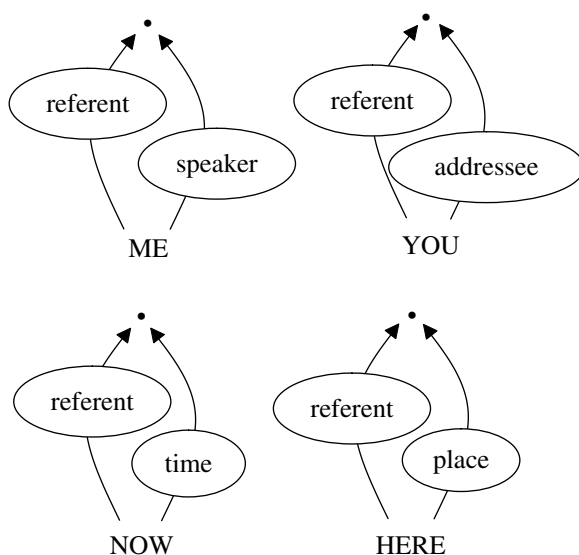 referent
speaker
ME
referent
addressee
YOU
referent
time
NOW
referent
place
HERE